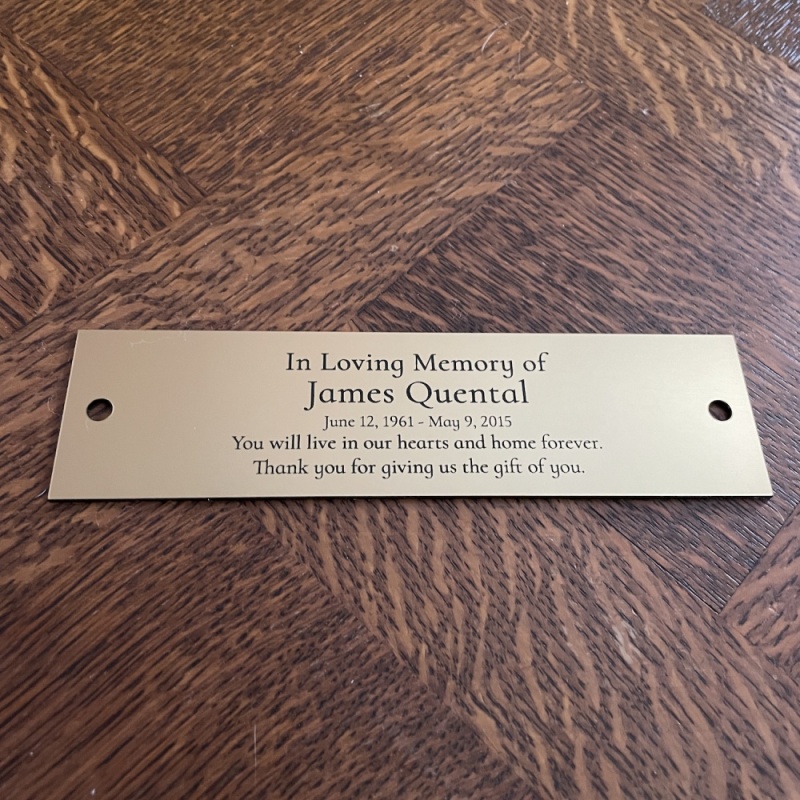 In Loving Memory of
James Quental
June 12, 1961 - May 9, 2015
You will live in our hearts and home forever.
Thank you for giving us the gift of you.